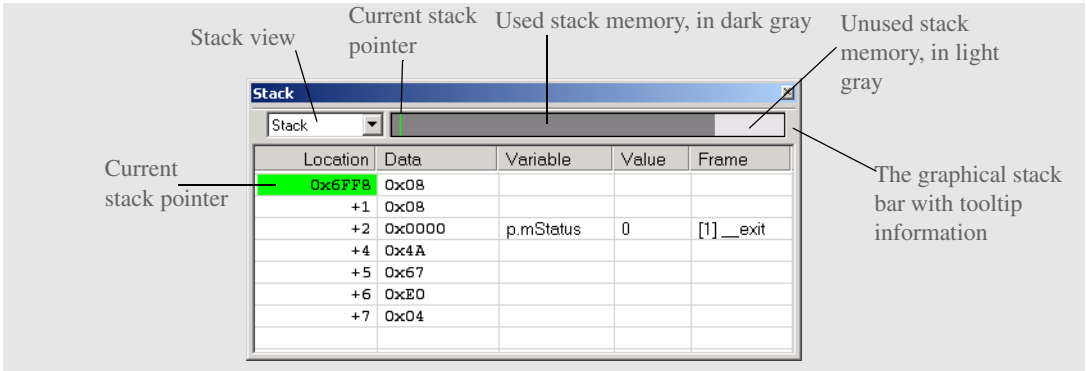 Stack view
Current stack
pointer
Used stack memory, in dark gray
Unused stack
memory, in light
gray
Stack
Stack
Current
stack pointer
The graphical stack
bar with tooltip
information
Location Data Variable Value Frame
0x6FF8 0x08
+1 0x08
+2 0x0000 p.mStatus 0 [1] __exit
+4 0x4A
+5 0x67
+6 0xE0
+7 0x04